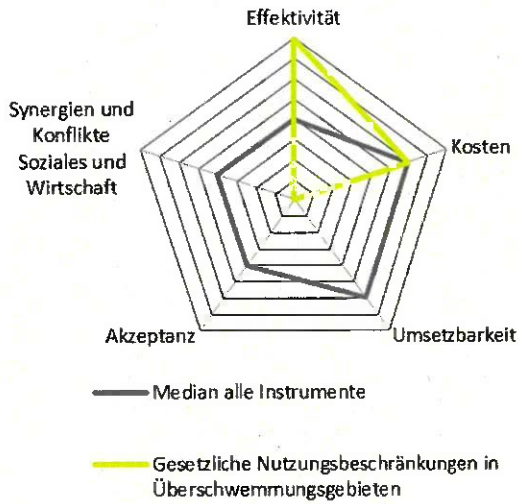 Effektivität
Synergien und
Konflikte
Soziales und
Wirtschaft
Kosten
Akzeptanz
Umsetzbarkeit
Median alle Instrumente
Gesetzliche Nutzungsbeschränkungen in
Überschwemmungsgebieten